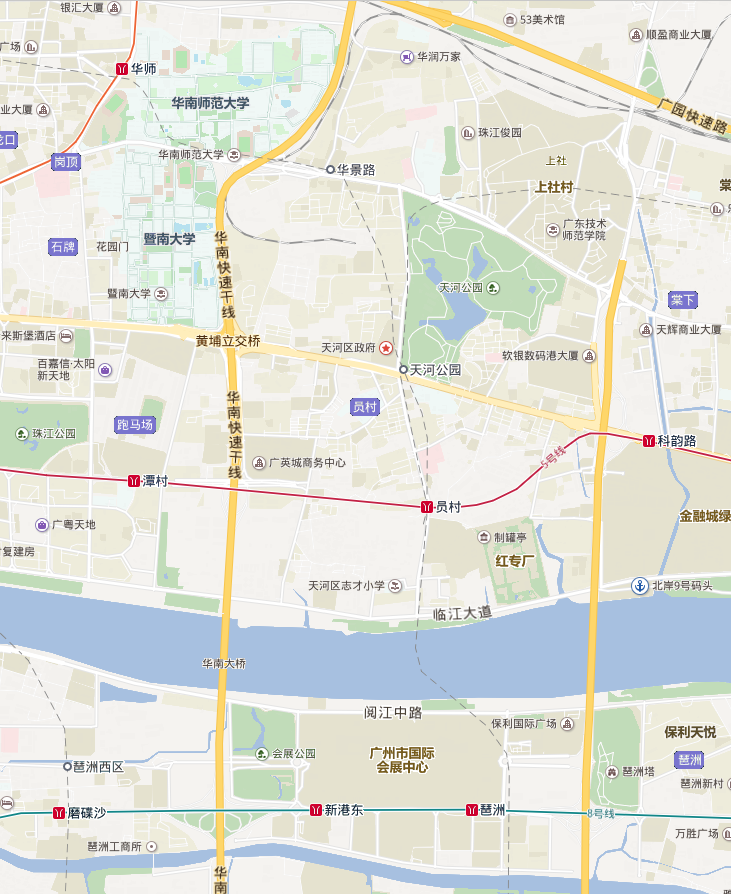 银汇大厦
53美术馆
顺盈商业大厦
广场
华润万家
华师
华南师范大学
广园快速路
业大厦
珠江俊园
岗顶
华南师范大学
上社
华景路
上社村
棠
石牌
花园门
暨南大学
广东技术
师范学院
华南快速干线
天河公园
暨南大学
棠下
来斯堡酒店
黄埔立交桥
天河区政府
天辉商业大厦
软银数码港大厦
百嘉信·太阳
新天地
天河公园
华南快速干线
员村
跑马场
珠江公园
科韵路
5号线
广英城商务中心
潭村
员村
金融城绿
广粤天地
制罐亭
复建房
红专厂
天河区志才小学
北岸9号码头
临江大道
华南大桥
阅江中路
保利国际广场
保利天悦
会展公园
广州市国际
会展中心
琶洲
琶洲西区
琶洲塔
琶洲新村
磨碟沙
新港东
琶洲
8号线
万胜广场
琶洲工商所
华南